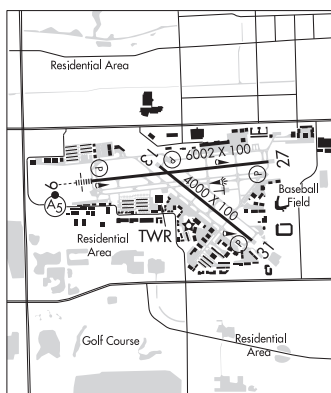 Residential Area
6002 X 100
P
P
13
27
P
9
4000 X 100
A5
Baseball
Field
Residential
Area
TWR
P
31
Golf Course
Residential
Area